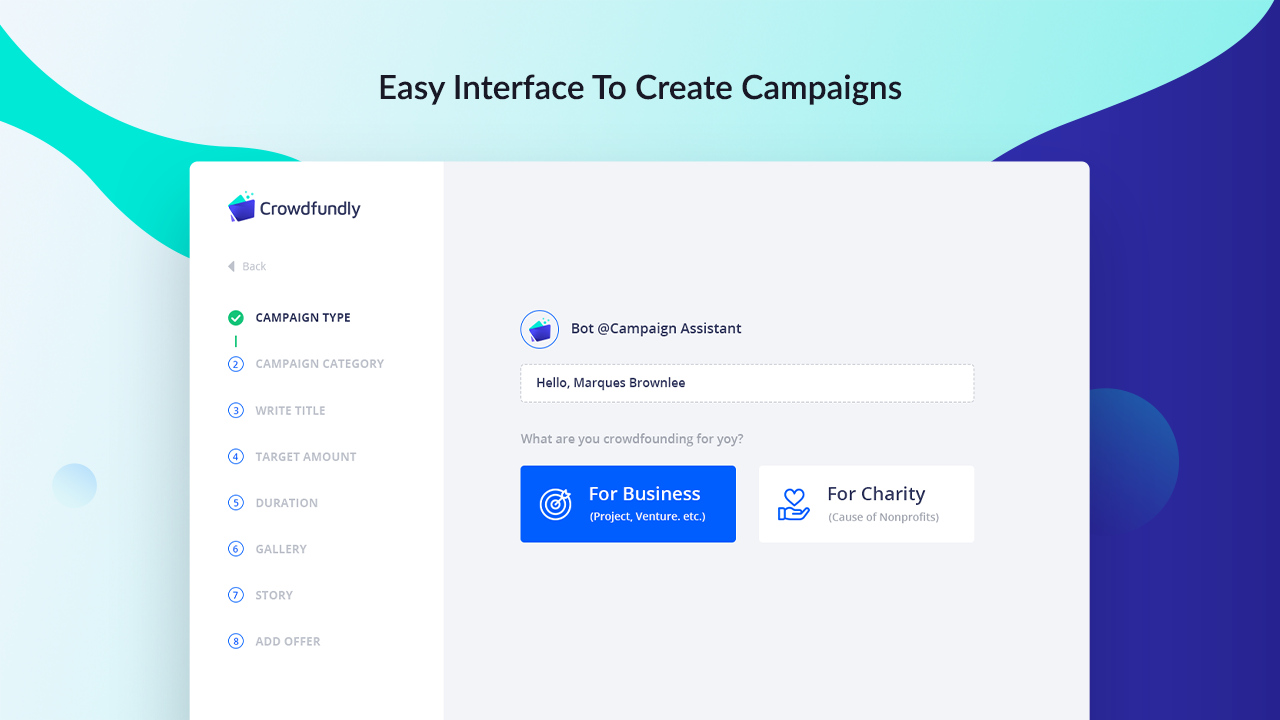 Easy Interface To Create Campaigns
Crowdfundly
Back
CAMPAIGN TYPE
2 CAMPAIGN CATEGORY
3 WRITE TITLE
4 TARGET AMOUNT
5 DURATION
6 GALLERY
7 STORY
8 ADD OFFER
Bot @Campaign Assistant
Hello, Marques Brownlee
What are you crowdfounding for yoy?
For Business
(Project, Venture. etc.)
For Charity
(Cause of Nonprofits)